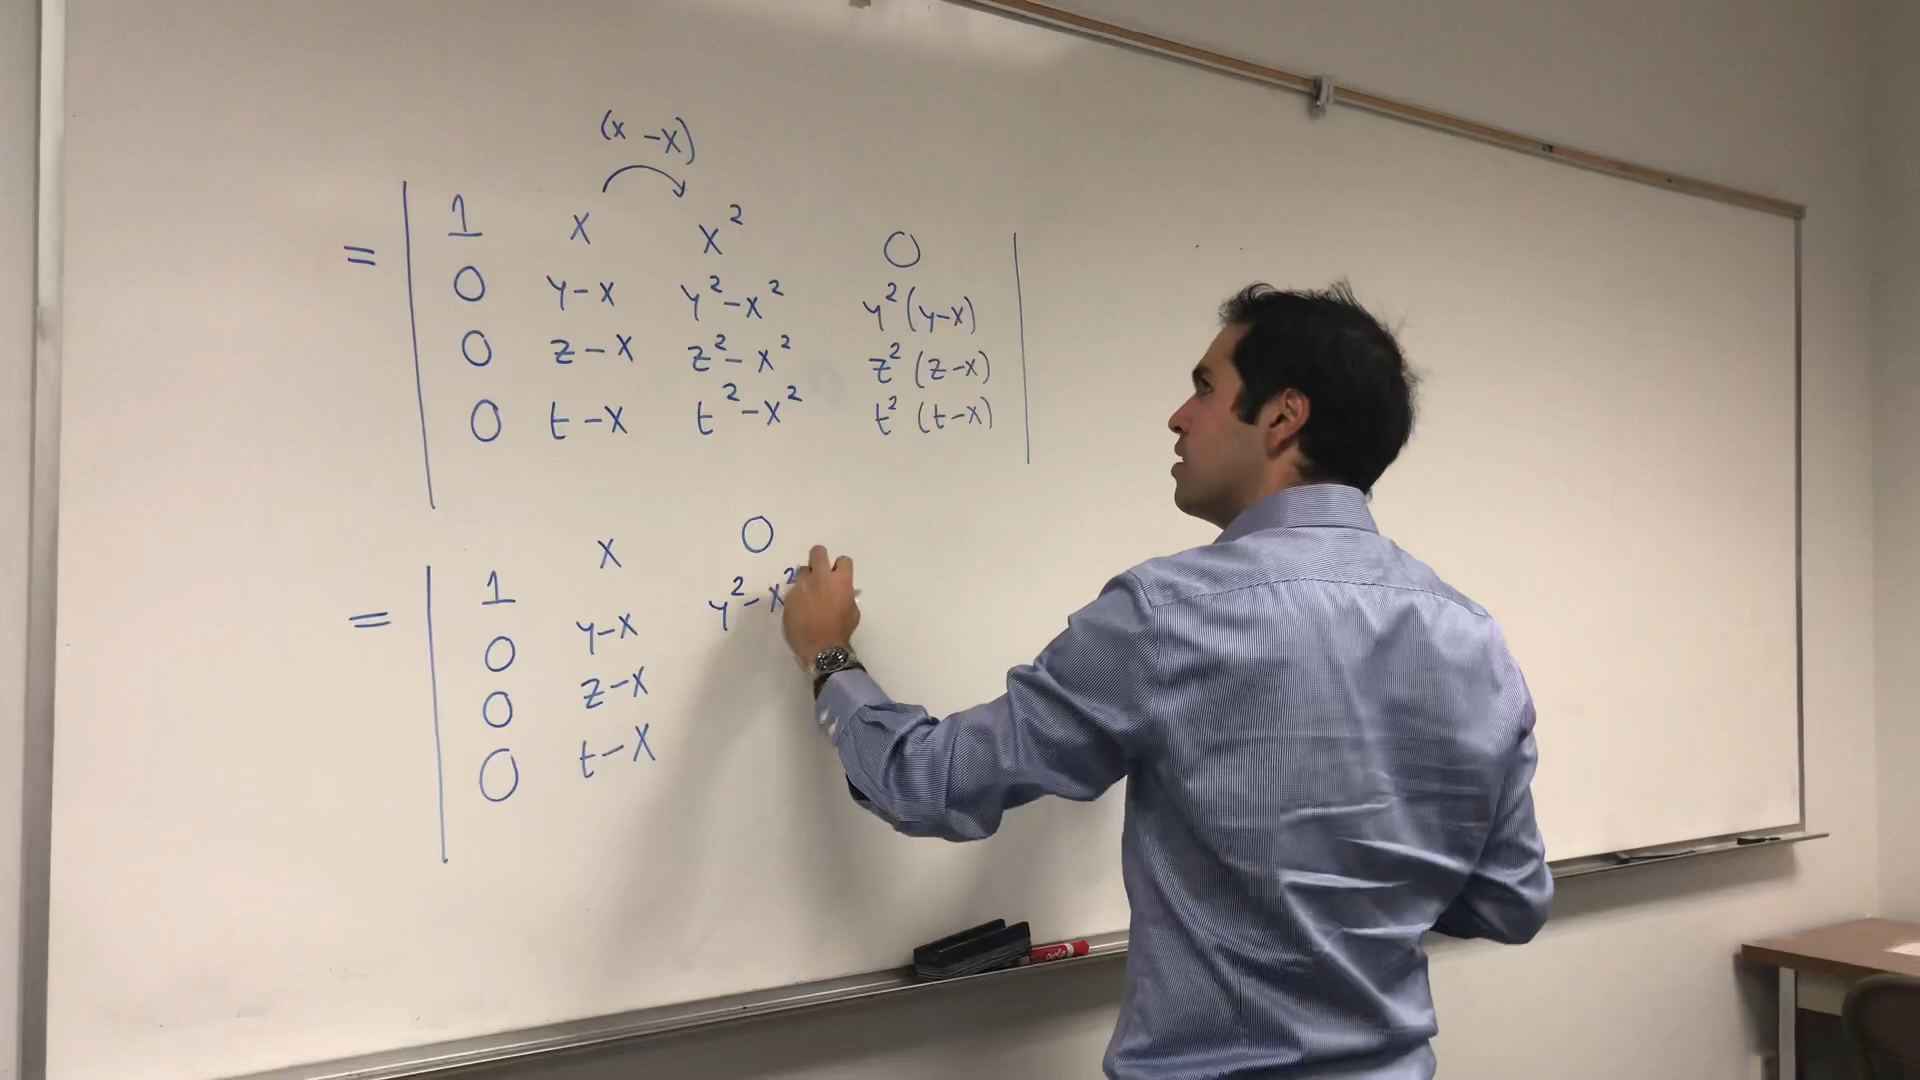 (x -x)
= | 1 x x² 0 |
0 y-x y²-x² y²(y-x)
0 z-x z²-x² z²(z-x)
0 t-x t²-x² t²(t-x)
= | 1 x 0
0 y-x y²-x²
0 z-x
0 t-x